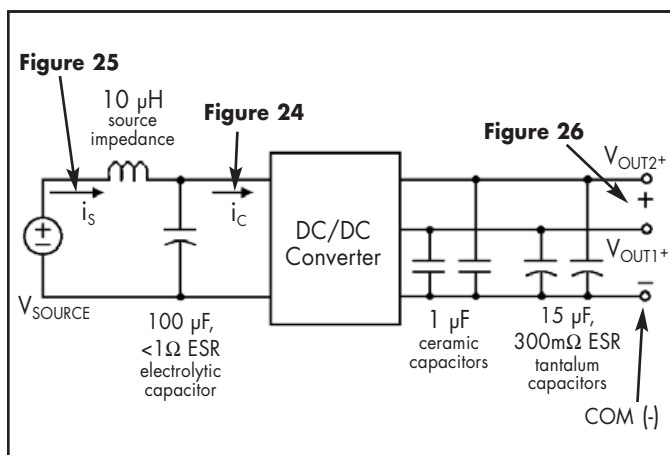 Figure 25
10 µH
source
impedance
Figure 24
Figure 26
VOUT2+
+
iS
iC
DC/DC
Converter
VOUT1+
+
−
−
VSOURCE
100 µF,
<1Ω ESR
electrolytic
capacitor
1 µF
ceramic
capacitors
15 µF,
300mΩ ESR
tantalum
capacitors
COM (-)